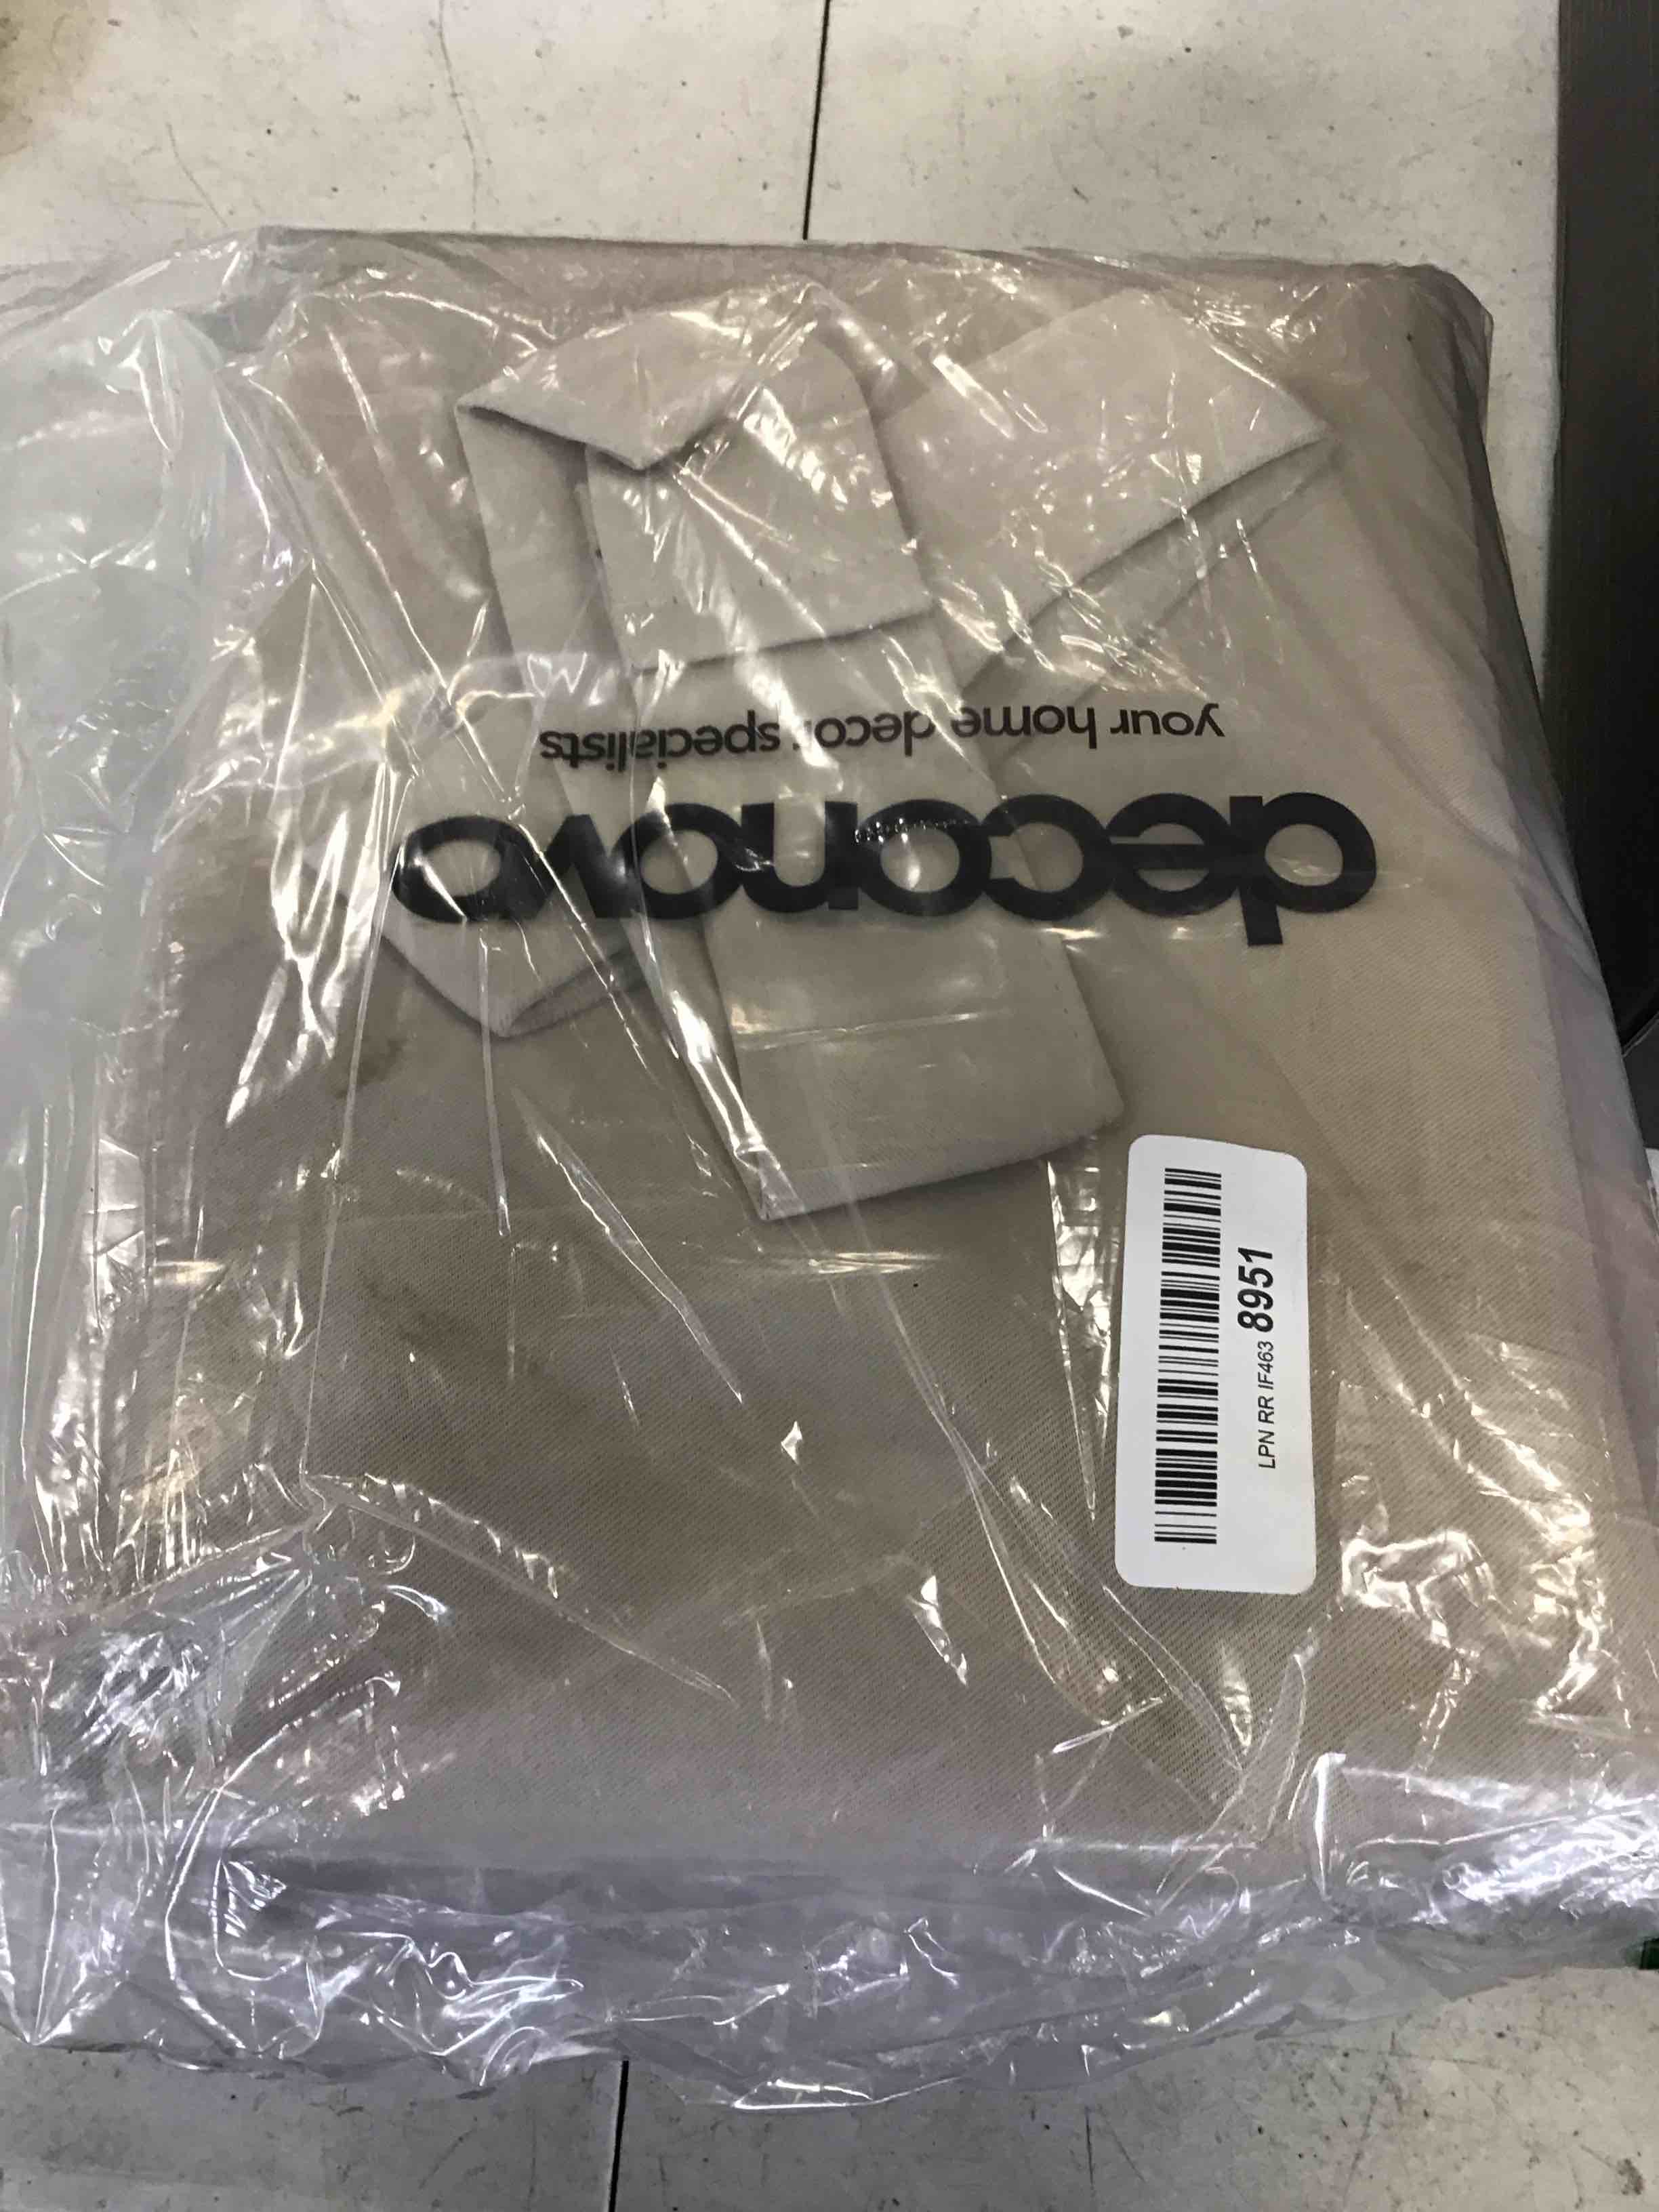 deconovo
your home decor specialists
LPN RR IF463 8951